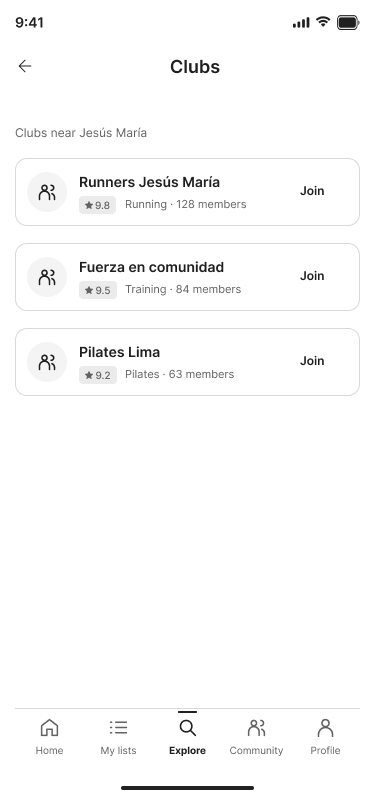 9:41
Clubs
Clubs near Jesús María
Runners Jesús María
9.8 Running · 128 members
Join
Fuerza en comunidad
9.5 Training · 84 members
Join
Pilates Lima
9.2 Pilates · 63 members
Join
Home My lists Explore Community Profile